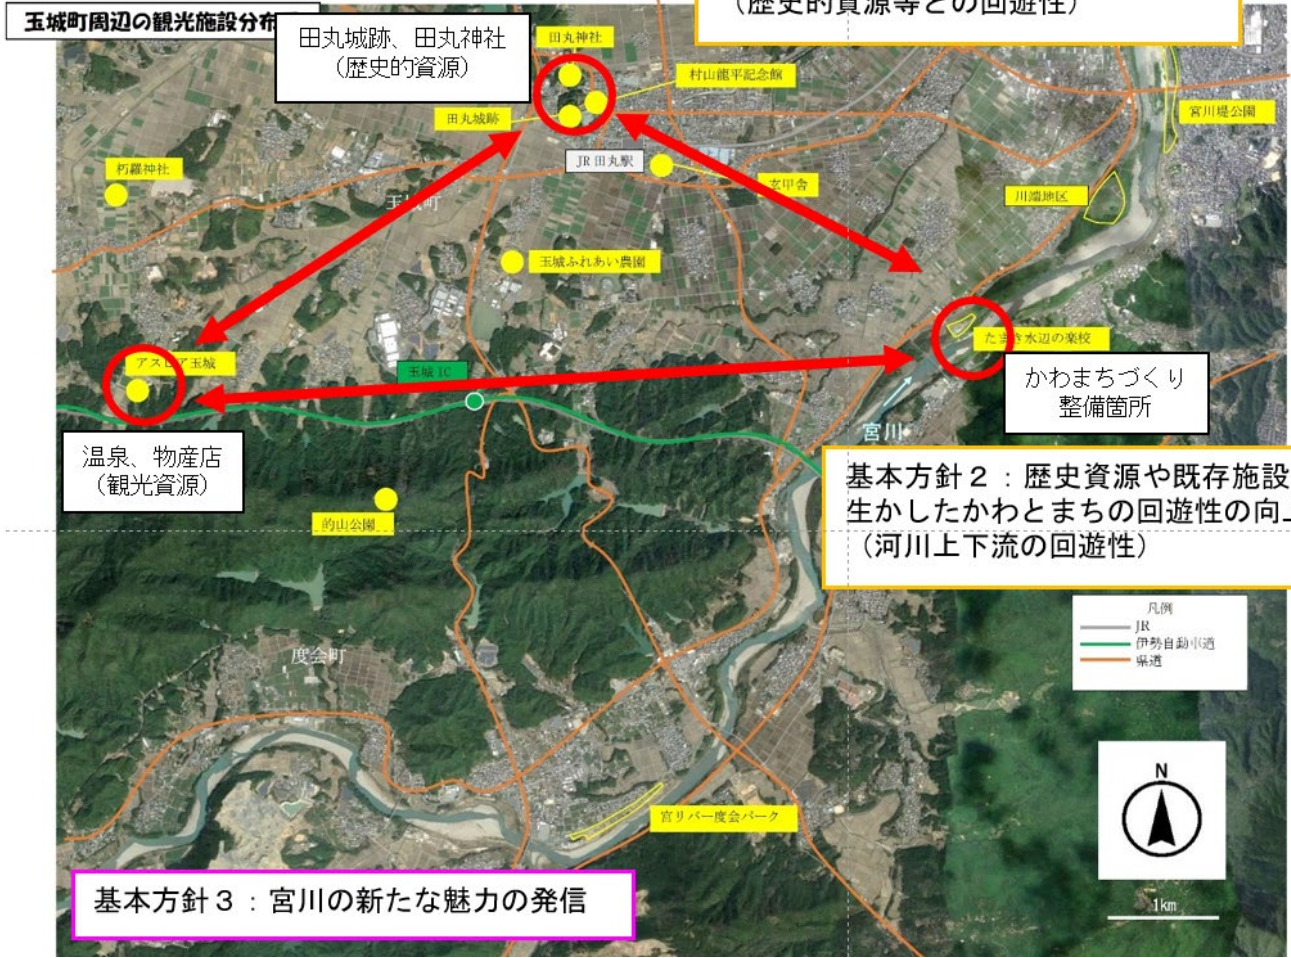 玉城町周辺の観光施設分布
(歴史的資源等との回遊性)
田丸城跡、田丸神社
(歴史的資源)
田丸神社
村山龍平記念館
田丸城跡
宮川堤公園
JR 田丸駅
朽羅神社
玄甲舎
川端地区
玉城町
玉城ふれあい農園
たまき水辺の楽校
アスピア玉城
玉城 IC
かわまちづくり
整備箇所
宮川
温泉、物産店
(観光資源)
基本方針2:歴史資源や既存施設
生かしたかわとまちの回遊性の向上
(河川上下流の回遊性)
的山公園
凡例
JR
伊勢自動車道
県道
度会町
N
宮リバー度会パーク
基本方針3:宮川の新たな魅力の発信
1km